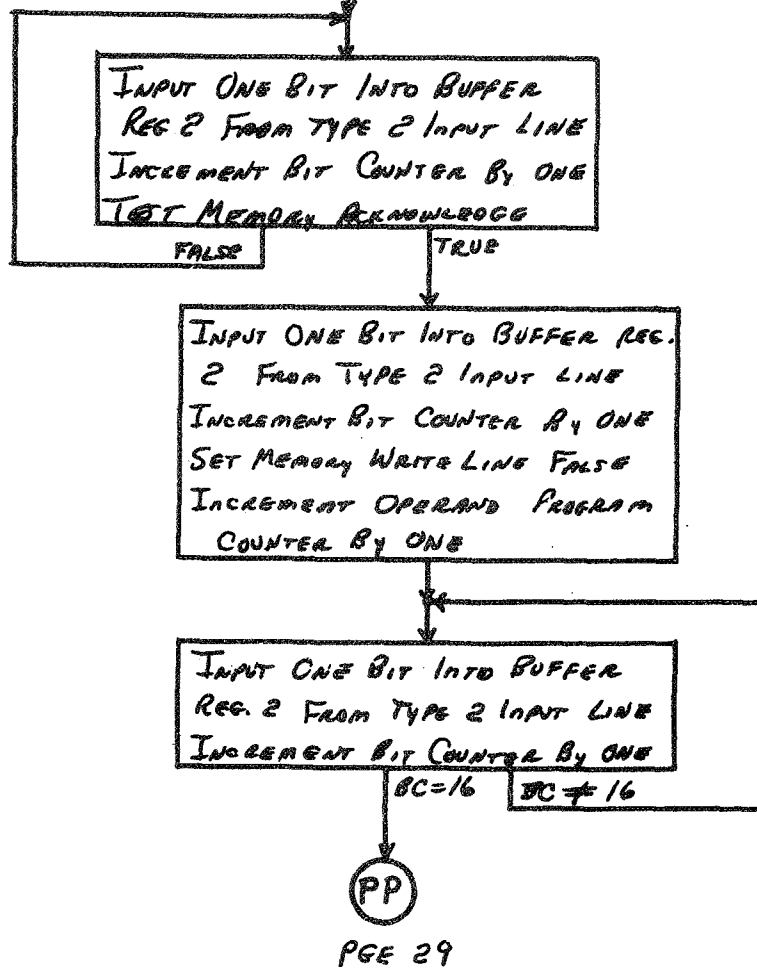 INPUT ONE BIT INTO BUFFER
REG 2 FROM TYPE 2 INPUT LINE
INCREMENT BIT COUNTER BY ONE
TEST MEMORY ACKNOWLEDGE
FALSE
TRUE
INPUT ONE BIT INTO BUFFER REG.
2 FROM TYPE 2 INPUT LINE
INCREMENT BIT COUNTER BY ONE
SET MEMORY WRITE LINE FALSE
INCREMENT OPERAND PROGRAM
COUNTER BY ONE
INPUT ONE BIT INTO BUFFER
REG. 2 FROM TYPE 2 INPUT LINE
INCREMENT BIT COUNTER BY ONE
BC=16
BC≠16
PP
PGE 29